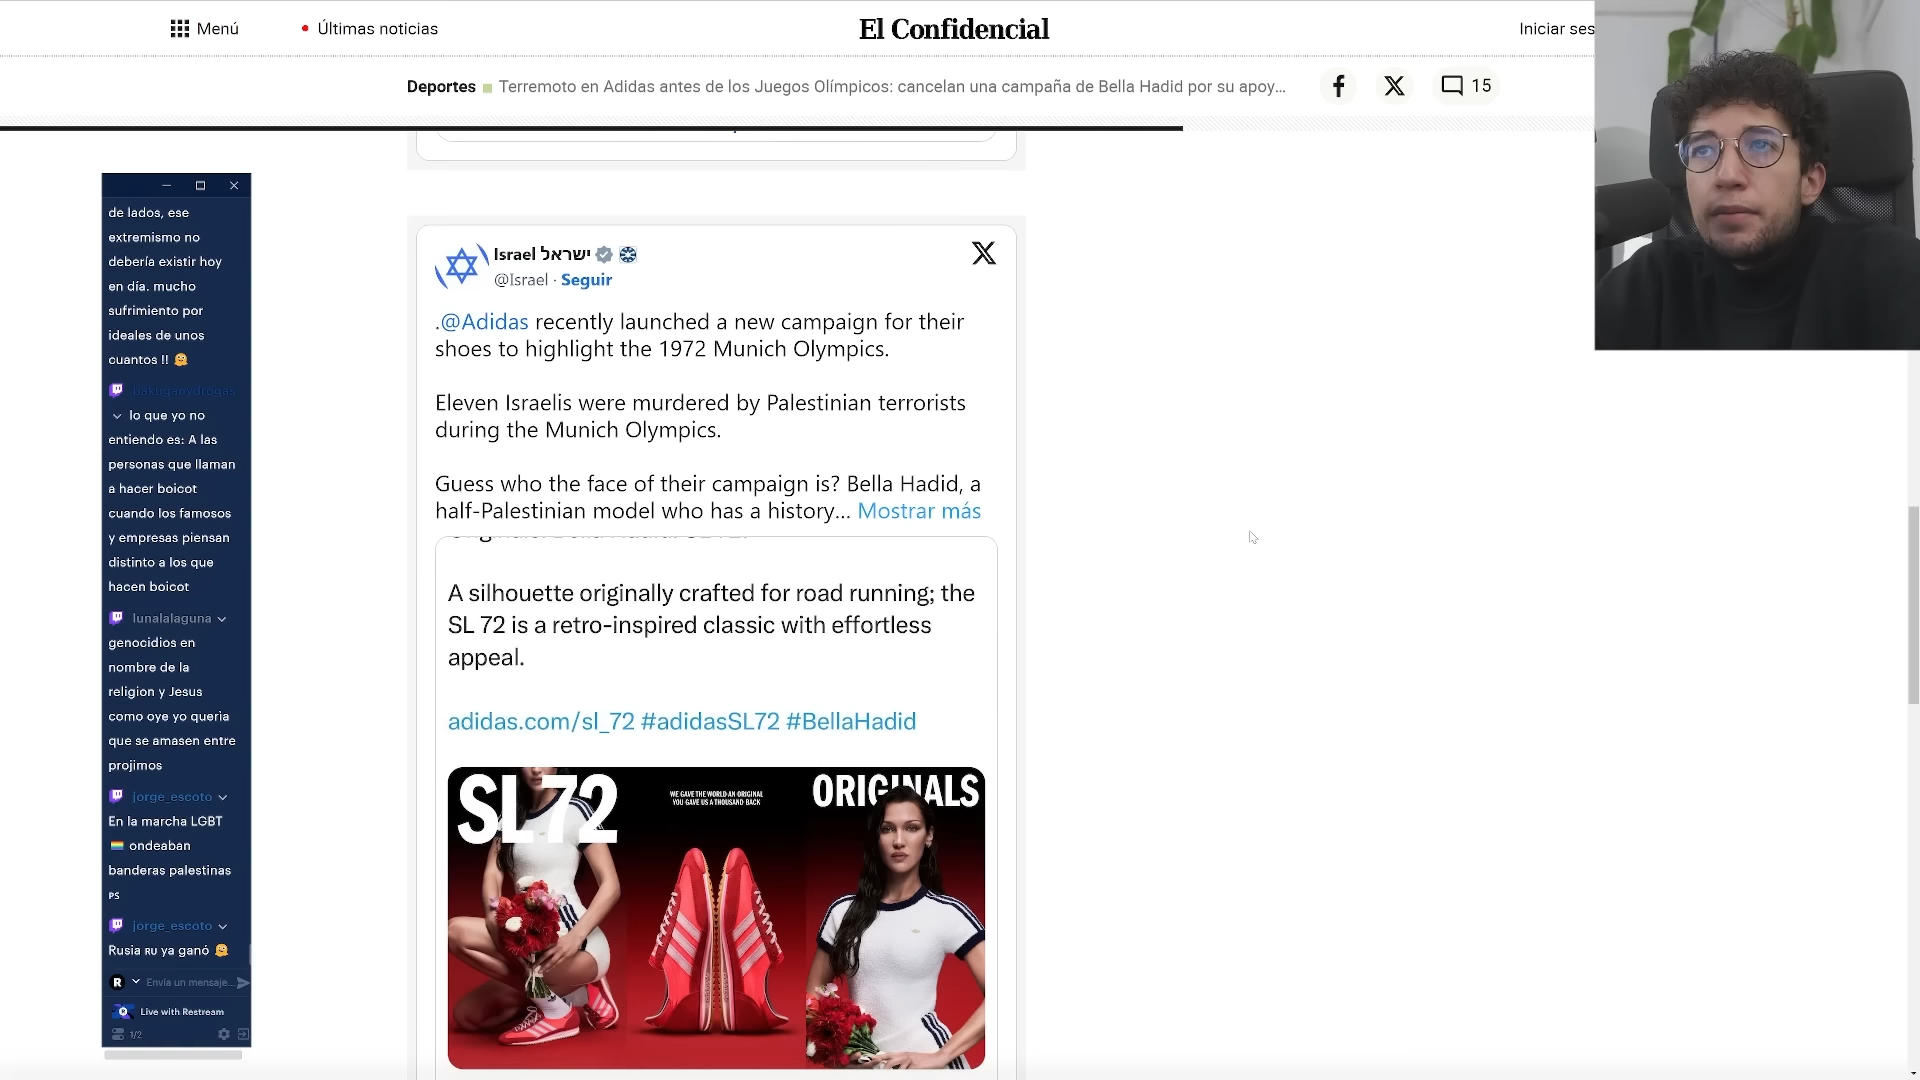 Menú
Últimas noticias
El Confidencial
Iniciar ses
Deportes
Terremoto en Adidas antes de los Juegos Olímpicos: cancelan una campaña de Bella Hadid por su apoy...
15
de lados, ese
extremismo no
debería existir hoy
en día. mucho
sufrimiento por
ideales de unos
cuantos !! 🤗
bakuganydrogas
lo que yo no
entiendo es: A las
personas que llaman
a hacer boicot
cuando los famosos
y empresas piensan
distinto a los que
hacen boicot
lunalalaguna
genocidios en
nombre de la
religion y Jesus
como oye yo queria
que se amasen entre
projimos
jorge_escoto
En la marcha LGBT
🏳️‍🌈 ondeaban
banderas palestinas
PS
jorge_escoto
Rusia RU ya ganó 🤗
R
Envía un mensaje...
Live with Restream
1/2
Israel ישראל
@Israel · Seguir
.@Adidas recently launched a new campaign for their
shoes to highlight the 1972 Munich Olympics.
Eleven Israelis were murdered by Palestinian terrorists
during the Munich Olympics.
Guess who the face of their campaign is? Bella Hadid, a
half-Palestinian model who has a history... Mostrar más
A silhouette originally crafted for road running; the
SL 72 is a retro-inspired classic with effortless
appeal.
adidas.com/sl_72 #adidasSL72 #BellaHadid
SL72
WE GAVE THE WORLD AN ORIGINAL
YOU GAVE US A THOUSAND BACK
ORIGINALS